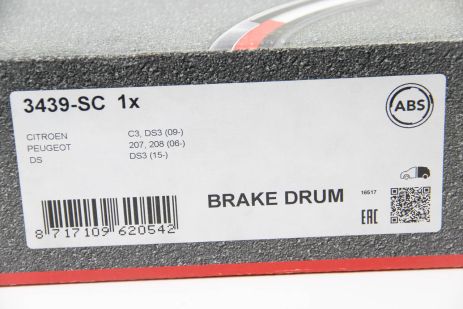 3439-SC 1x
ABS
CITROEN C3, DS3 (09-)
PEUGEOT 207, 208 (06-)
DS DS3 (15-)
BRAKE DRUM
16517
EAC
8 717109 620542